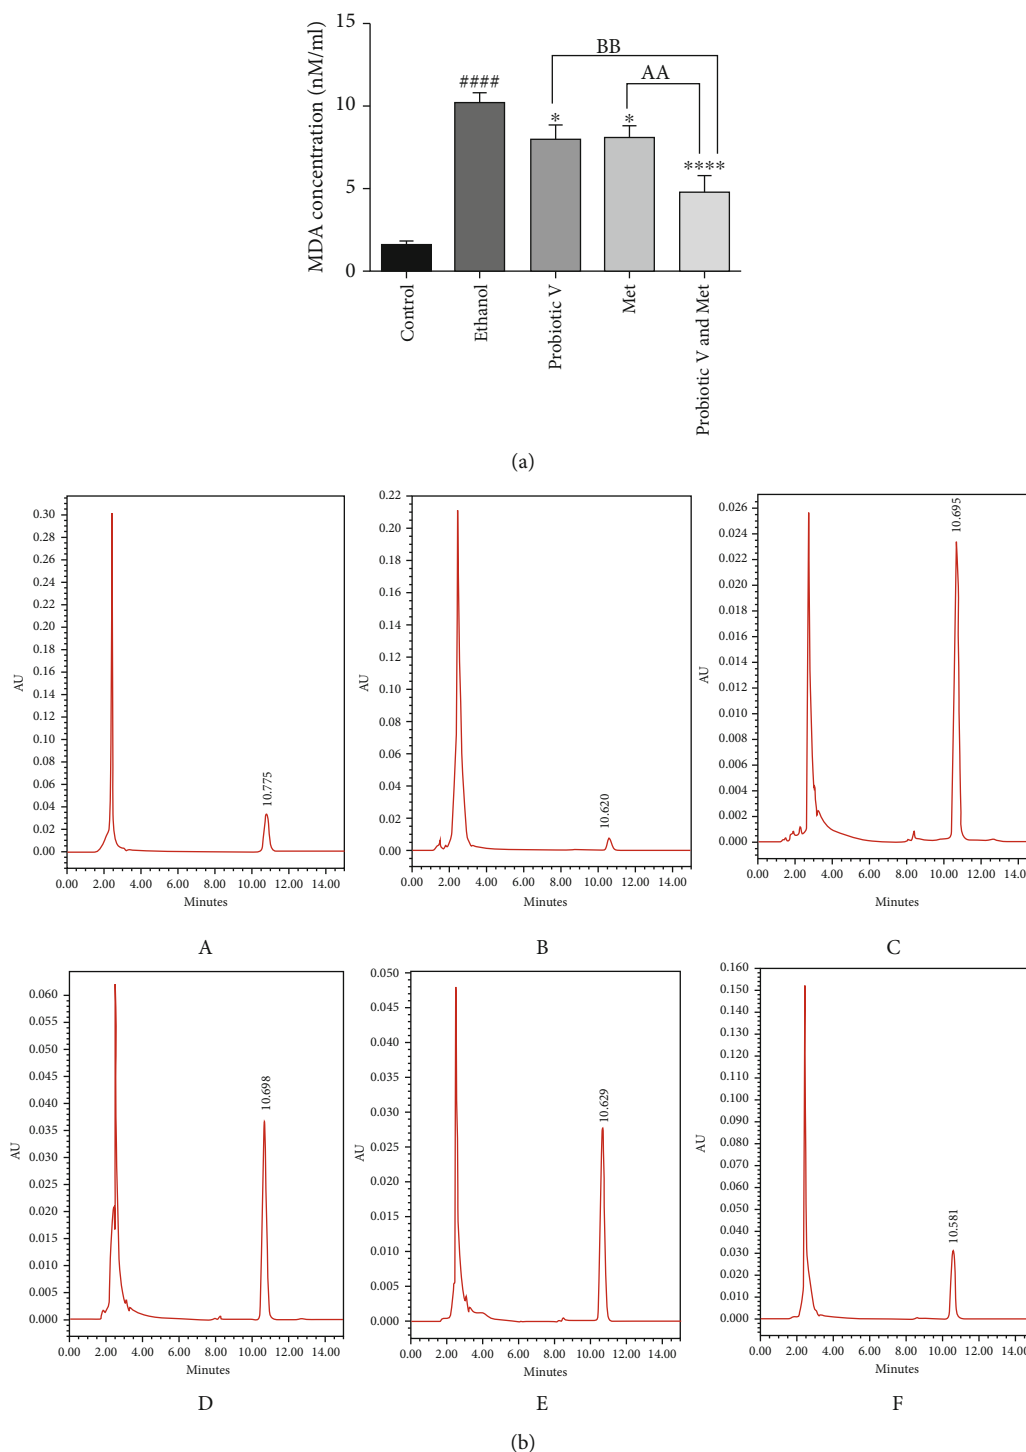 MDA concentration (nM/ml)
15
10
5
0
####
*
*
****
BB
AA
Control
Ethanol
Probiotic V
Met
Probiotic V and Met
(a)
AU
0.30
0.28
0.26
0.24
0.22
0.20
0.18
0.16
0.14
0.12
0.10
0.08
0.06
0.04
0.02
0.00
10.775
0.00 2.00 4.00 6.00 8.00 10.00 12.00 14.00
Minutes
A
AU
0.22
0.20
0.18
0.16
0.14
0.12
0.10
0.08
0.06
0.04
0.02
0.00
10.620
0.00 2.00 4.00 6.00 8.00 10.00 12.00 14.00
Minutes
B
AU
0.026
0.024
0.022
0.020
0.018
0.016
0.014
0.012
0.010
0.008
0.006
0.004
0.002
0.000
10.695
0.00 2.00 4.00 6.00 8.00 10.00 12.00 14.00
Minutes
C
AU
0.060
0.055
0.050
0.045
0.040
0.035
0.030
0.025
0.020
0.015
0.010
0.005
0.000
10.698
0.00 2.00 4.00 6.00 8.00 10.00 12.00 14.00
Minutes
D
AU
0.050
0.045
0.040
0.035
0.030
0.025
0.020
0.015
0.010
0.005
0.000
10.629
0.00 2.00 4.00 6.00 8.00 10.00 12.00 14.00
Minutes
E
AU
0.160
0.150
0.140
0.130
0.120
0.110
0.100
0.090
0.080
0.070
0.060
0.050
0.040
0.030
0.020
0.010
0.000
10.581
0.00 2.00 4.00 6.00 8.00 10.00 12.00 14.00
Minutes
F
(b)